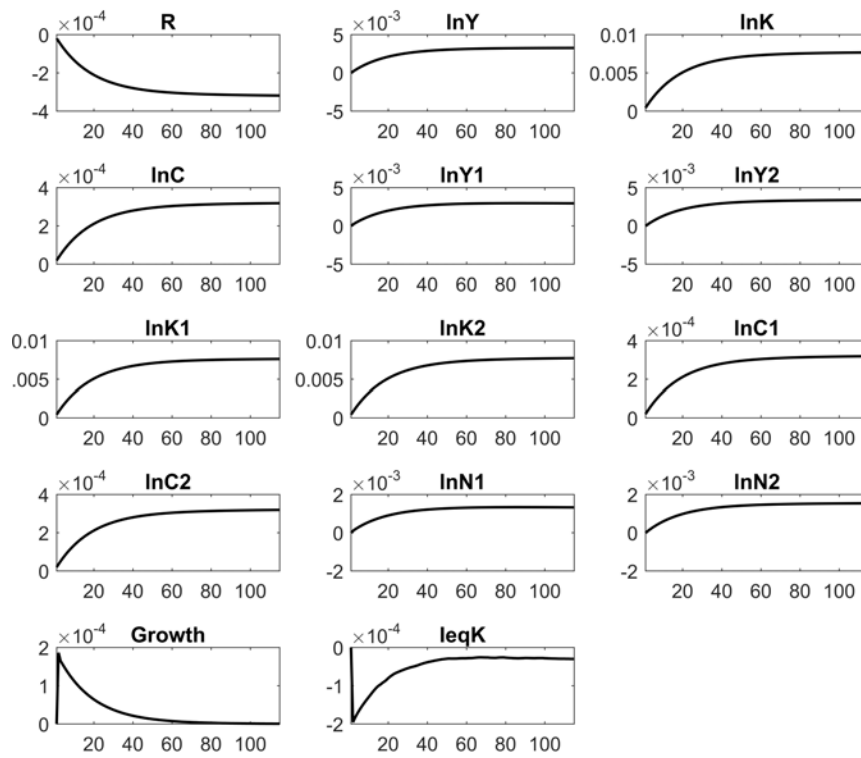 ×10⁻⁴ R ×10⁻³ lnY lnK
0 5 0.01
-2 0 0.005
-4 -5 0
20 40 60 80 100 20 40 60 80 100 20 40 60 80 100
×10⁻⁴ lnC ×10⁻³ lnY1 ×10⁻³ lnY2
4 5 5
2 0 0
0 -5 -5
20 40 60 80 100 20 40 60 80 100 20 40 60 80 100
lnK1 lnK2 ×10⁻⁴ lnC1
0.01 0.01 4
.005 0.005 2
0 0 0
20 40 60 80 100 20 40 60 80 100 20 40 60 80 100
×10⁻⁴ lnC2 ×10⁻³ lnN1 ×10⁻³ lnN2
4 2 2
2 0 0
0 -2 -2
20 40 60 80 100 20 40 60 80 100 20 40 60 80 100
×10⁻⁴ Growth ×10⁻⁴ IeqK
2 0
1 -1
0 -2
20 40 60 80 100 20 40 60 80 100